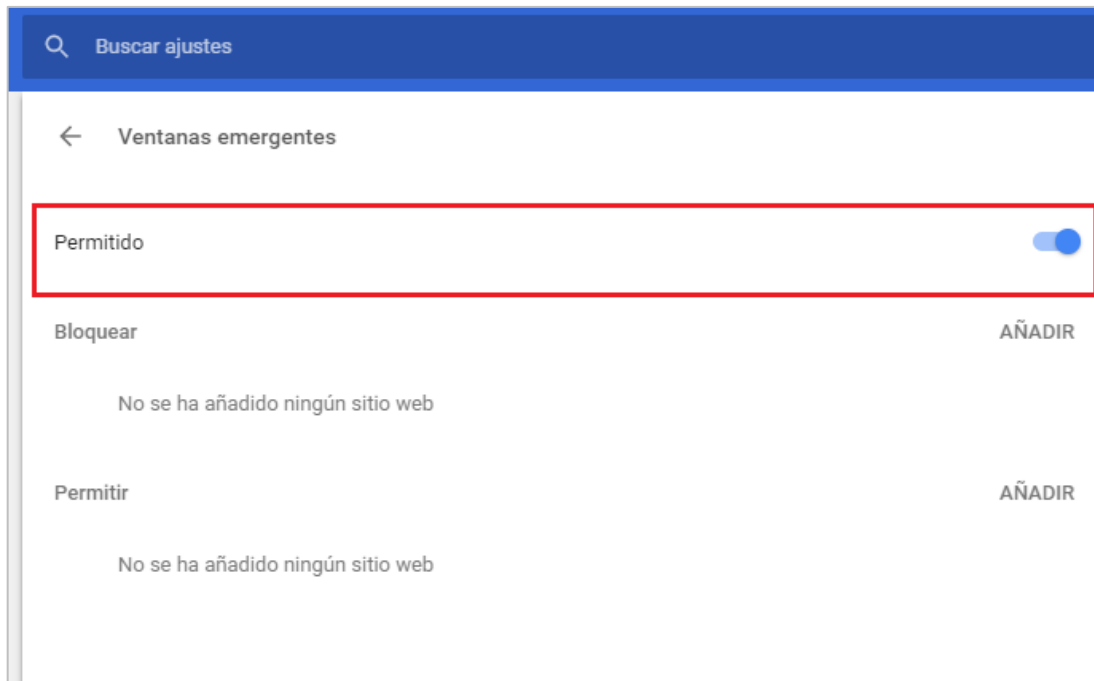 Buscar ajustes
Ventanas emergentes
Permitido
Bloquear AÑADIR
No se ha añadido ningún sitio web
Permitir AÑADIR
No se ha añadido ningún sitio web